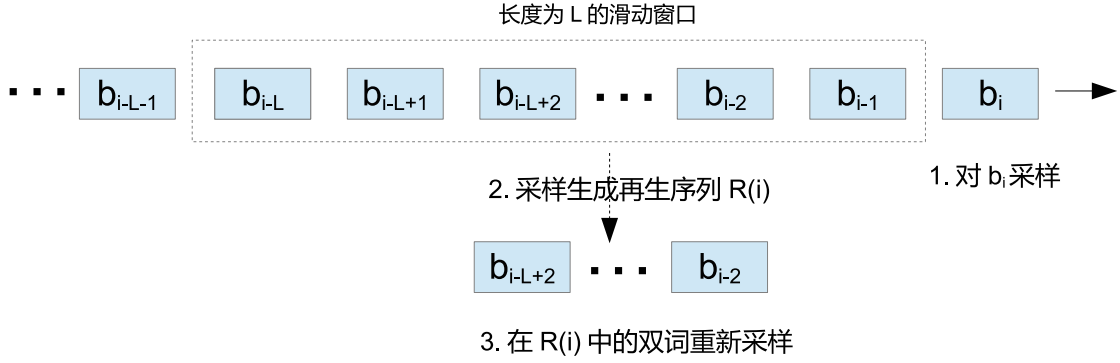 长度为 L 的滑动窗口
... b_{i-L-1} b_{i-L} b_{i-L+1} b_{i-L+2} ... b_{i-2} b_{i-1} b_i
1. 对 b_i 采样
2. 采样生成再生序列 R(i)
b_{i-L+2} ... b_{i-2}
3. 在 R(i) 中的双词重新采样